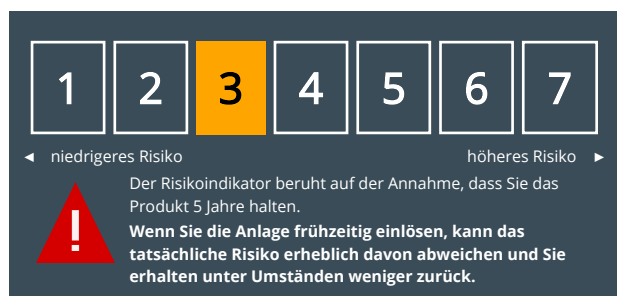 1 2 3 4 5 6 7
◄ niedrigeres Risiko höheres Risiko ►
Der Risikoindikator beruht auf der Annahme, dass Sie das
Produkt 5 Jahre halten.
Wenn Sie die Anlage frühzeitig einlösen, kann das
tatsächliche Risiko erheblich davon abweichen und Sie
erhalten unter Umständen weniger zurück.
!